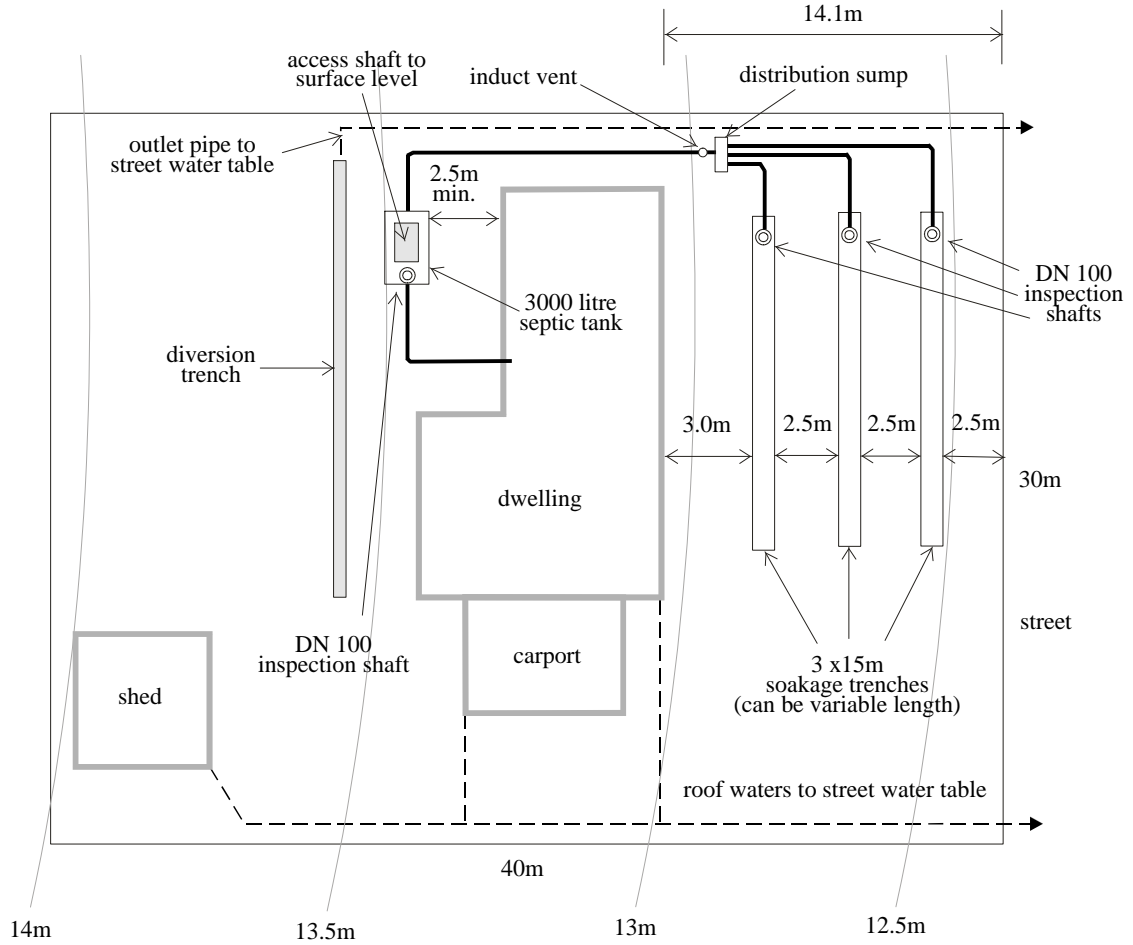 14.1m
access shaft to
surface level
induct vent
distribution sump
outlet pipe to
street water table
2.5m
min.
DN 100
inspection
shafts
3000 litre
septic tank
diversion
trench
3.0m
2.5m
2.5m
2.5m
30m
dwelling
street
DN 100
inspection shaft
carport
3 x15m
soakage trenches
(can be variable length)
shed
roof waters to street water table
40m
14m
13.5m
13m
12.5m